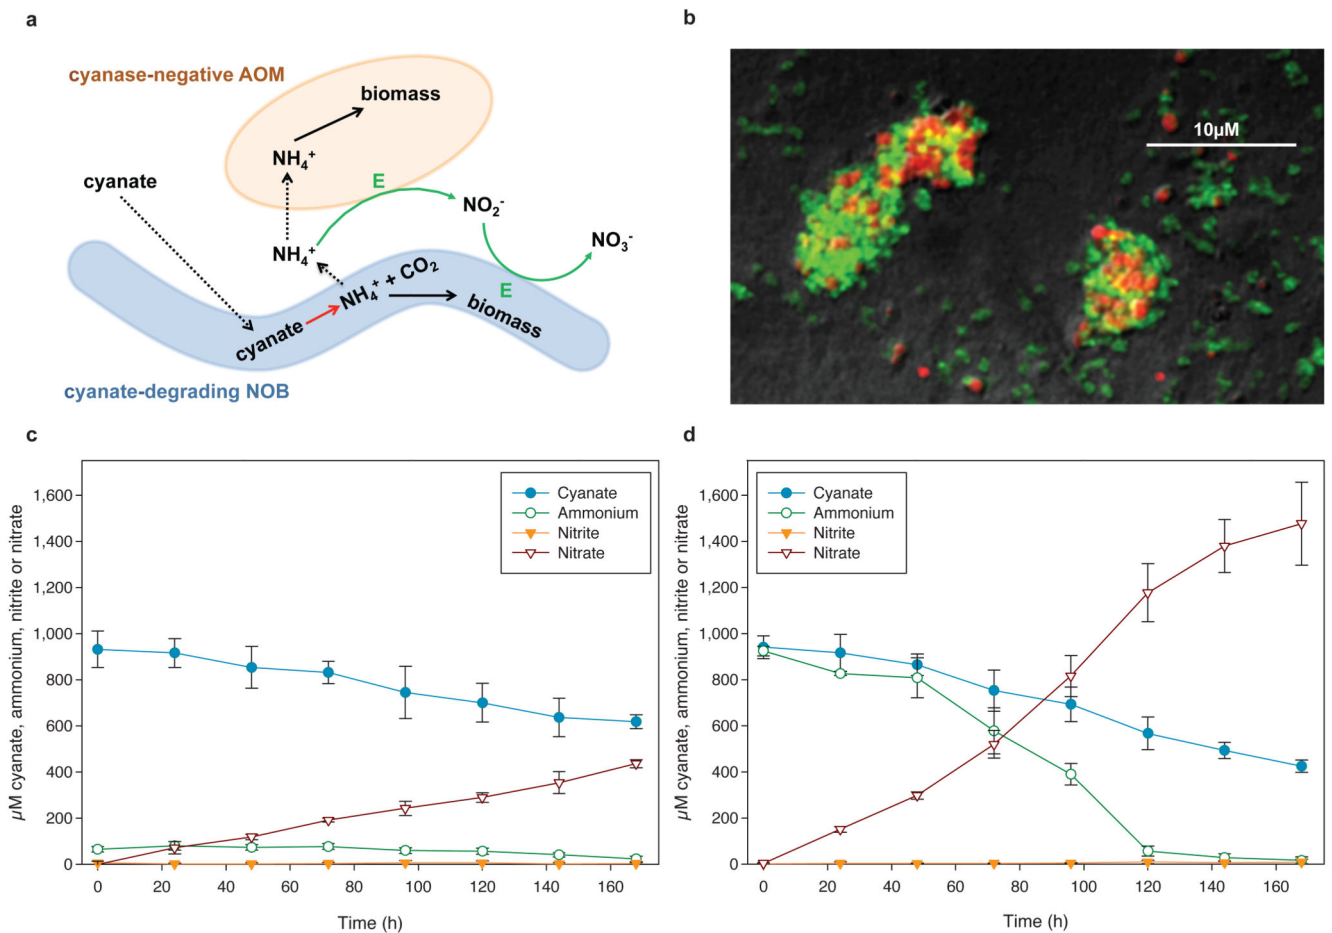 a
cyanase-negative AOM
biomass
NH₄⁺
cyanate
E
NO₂⁻
NH₄⁺
NO₃⁻
NH₄⁺ + CO₂
E
cyanate
biomass
cyanate-degrading NOB
b
10µM
c
µM cyanate, ammonium, nitrite or nitrate
1,600
1,400
1,200
1,000
800
600
400
200
0
Cyanate
Ammonium
Nitrite
Nitrate
0 20 40 60 80 100 120 140 160
Time (h)
d
µM cyanate, ammonium, nitrite or nitrate
1,600
1,400
1,200
1,000
800
600
400
200
0
Cyanate
Ammonium
Nitrite
Nitrate
0 20 40 60 80 100 120 140 160
Time (h)